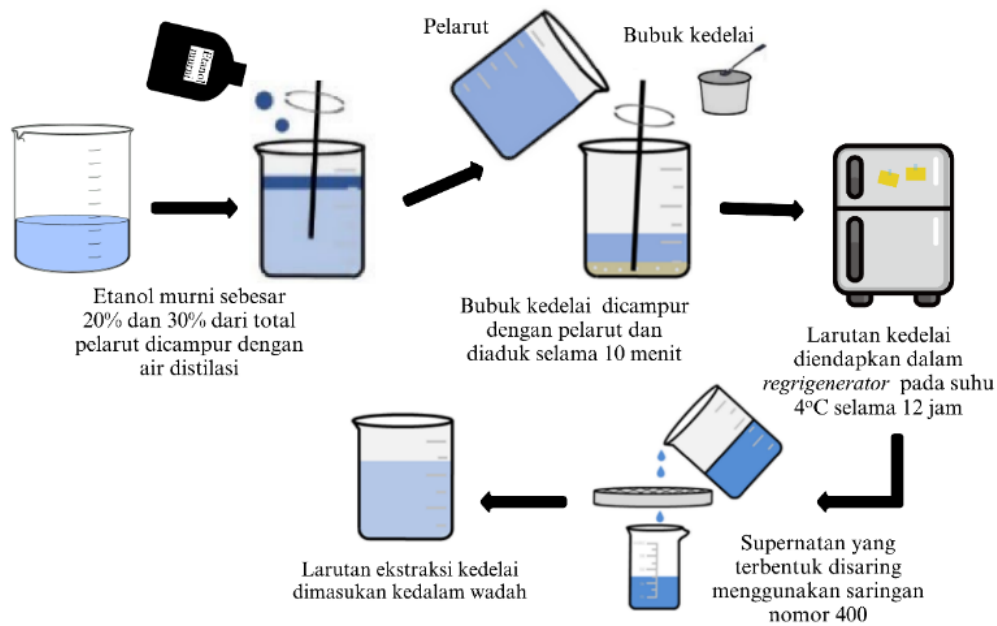 Etanol
murni
Pelarut
Bubuk kedelai
Etanol murni sebesar
20% dan 30% dari total
pelarut dicampur dengan
air distilasi
Bubuk kedelai dicampur
dengan pelarut dan
diaduk selama 10 menit
Larutan kedelai
diendapkan dalam
regrigenerator pada suhu
4°C selama 12 jam
Supernatan yang
terbentuk disaring
menggunakan saringan
nomor 400
Larutan ekstraksi kedelai
dimasukan kedalam wadah